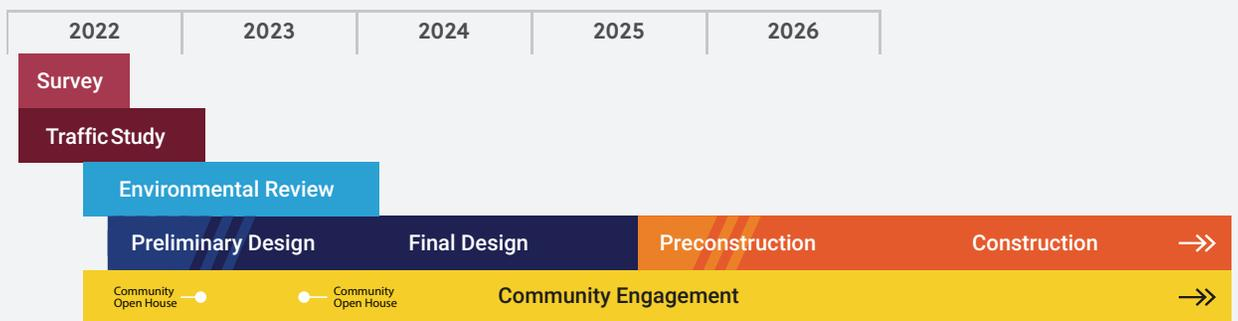 2022 2023 2024 2025 2026
Survey
Traffic Study
Environmental Review
Preliminary Design Final Design Preconstruction Construction
Community
Open House
Community
Open House
Community Engagement